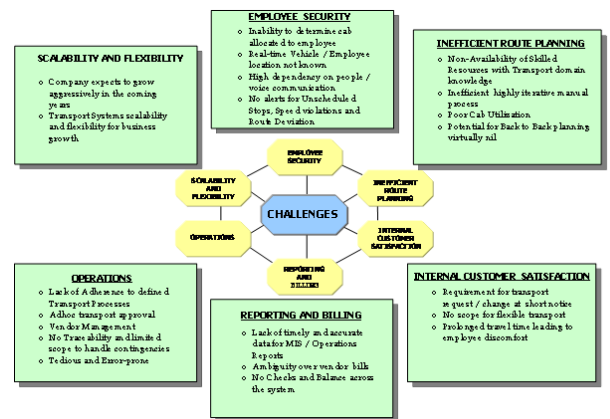 EMPLOYEE SECURITY
o Inability to determine cab
allocated to employee
o Real-time Vehicle / Employee
location not known
o High dependency on people /
voice communication
o No alerts for Unscheduled
Stops, Speed violations and
Route Deviation
SCALABILITY AND FLEXIBILITY
o Company expects to grow
aggressively in the coming
years
o Transport Systems scalability
and flexibility for business
growth
INEFFICIENT ROUTE PLANNING
o Non-Availability of Skilled
Resources with Transport domain
knowledge
o Inefficient highly iterative manual
process
o Poor Cab Utilisation
o Potential for Back to Back planning
virtually nil
EMPLOYEE
SECURITY
SCALABILITY
AND
FLEXIBILITY
INEFFICIENT
ROUTE
PLANNING
CHALLENGES
OPERATIONS
INTERNAL
CUSTOMER
SATISFACTION
REPORTING
AND
BILLING
OPERATIONS
o Lack of Adherence to defined
Transport Processes
o Adhoc transport approval
o Vendor Management
o No Traceability and limited
scope to handle contingencies
o Tedious and Error-prone
REPORTING AND BILLING
o Lack of timely and accurate
data for MIS / Operations
Reports
o Ambiguity over vendor bills
o No Checks and Balance across
the system
INTERNAL CUSTOMER SATISFACTION
o Requirement for transport
request / change at short notice
o No scope for flexible transport
o Prolonged travel time leading to
employee discomfort